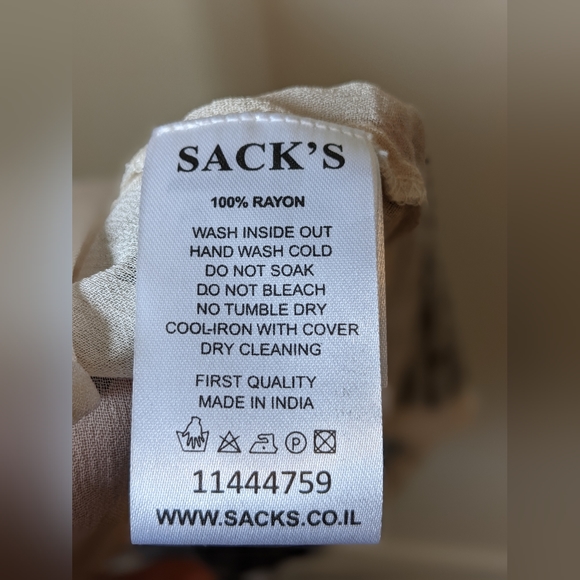 SACK'S
100% RAYON
WASH INSIDE OUT
HAND WASH COLD
DO NOT SOAK
DO NOT BLEACH
NO TUMBLE DRY
COOL-IRON WITH COVER
DRY CLEANING
FIRST QUALITY
MADE IN INDIA
P
11444759
WWW.SACKS.CO.IL